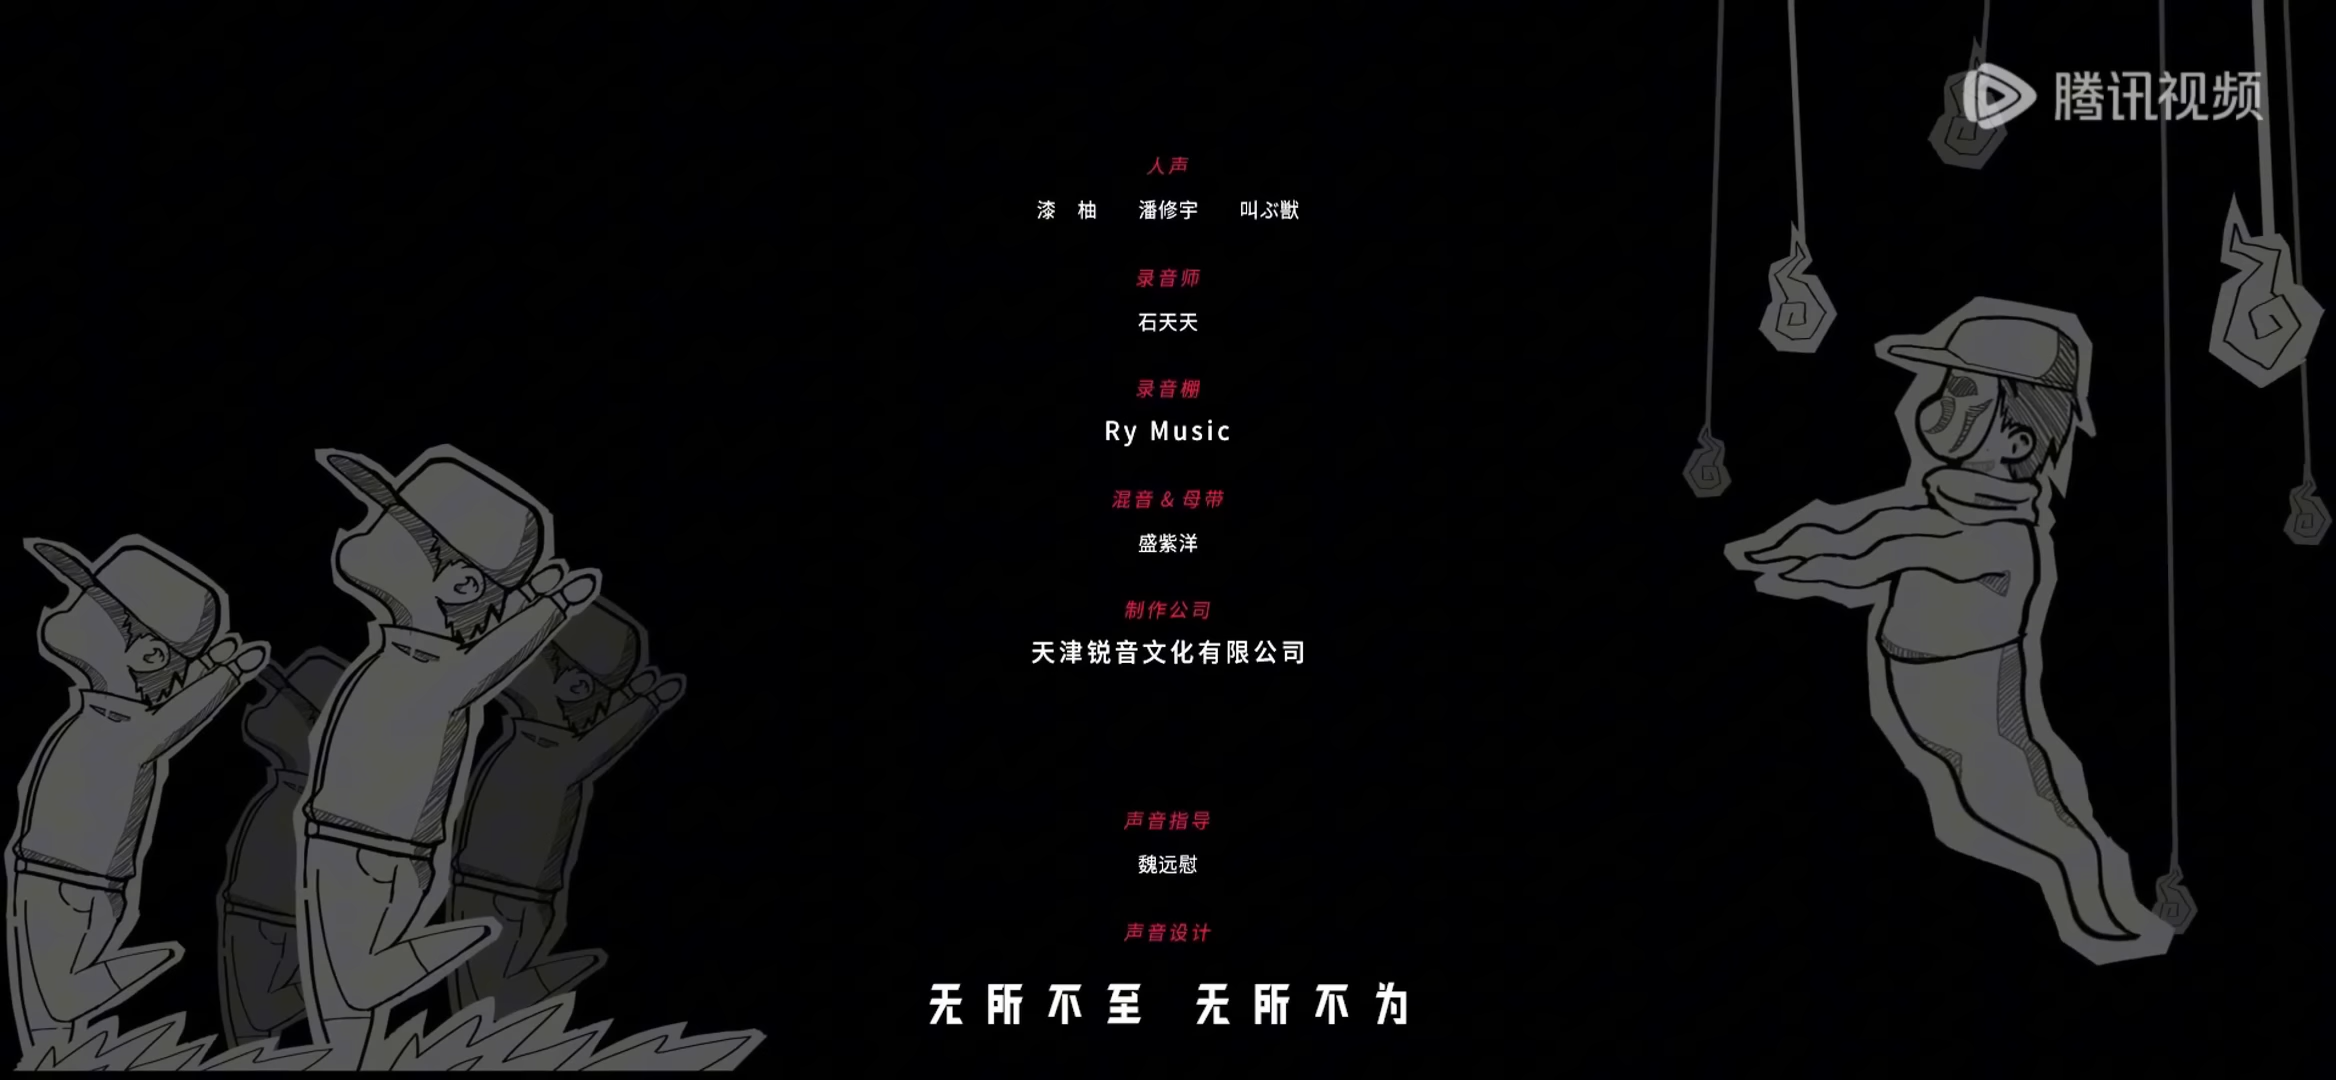 腾讯视频
人声
漆 柚 潘修宇 叫ぶ獣
录音师
石天天
录音棚
Ry Music
混音 & 母带
盛紫洋
制作公司
天津锐音文化有限公司
声音指导
魏远慰
声音设计
无所不至 无所不为